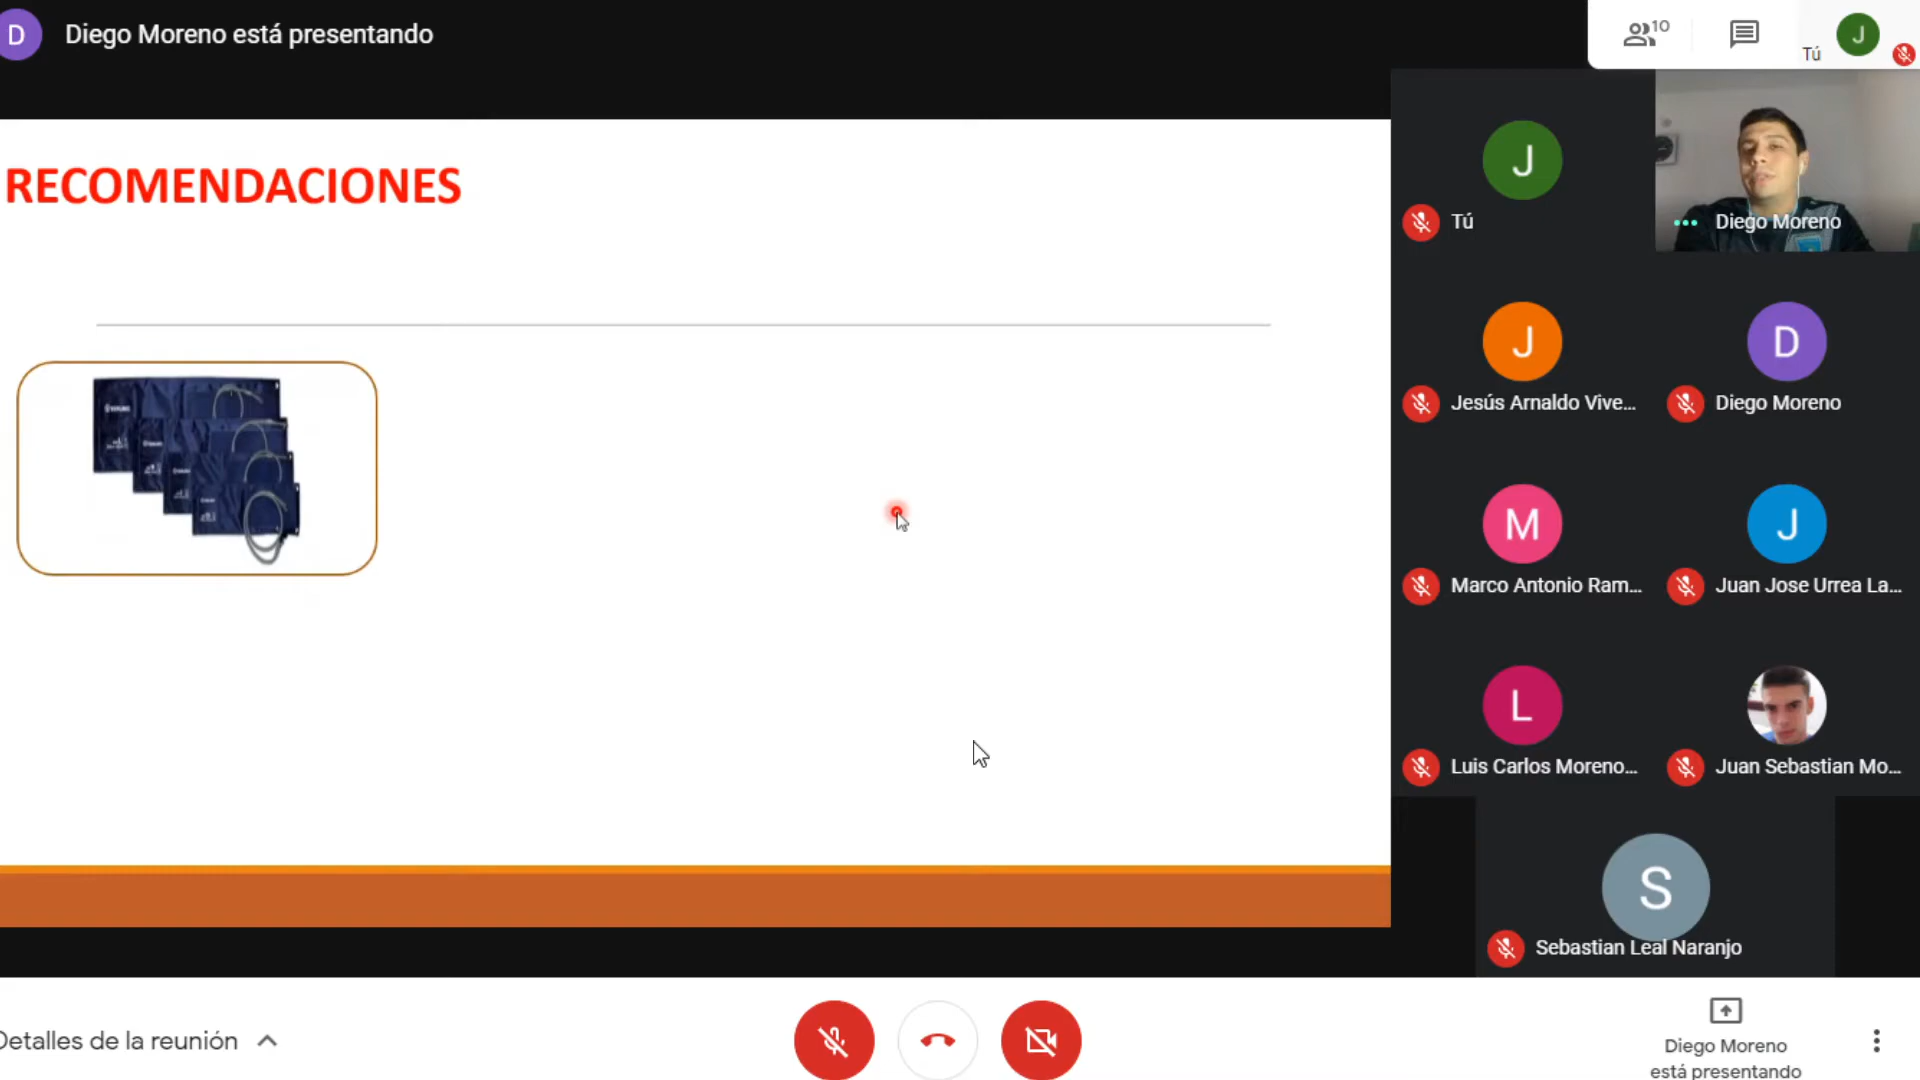 D
Diego Moreno está presentando
10
Tú
J
RECOMENDACIONES
J
Tú
Diego Moreno
J
Jesús Arnaldo Vive...
D
Diego Moreno
M
Marco Antonio Ram...
J
Juan Jose Urrea La...
L
Luis Carlos Moreno...
Juan Sebastian Mo...
S
Sebastian Leal Naranjo
Detalles de la reunión
Diego Moreno
está presentando